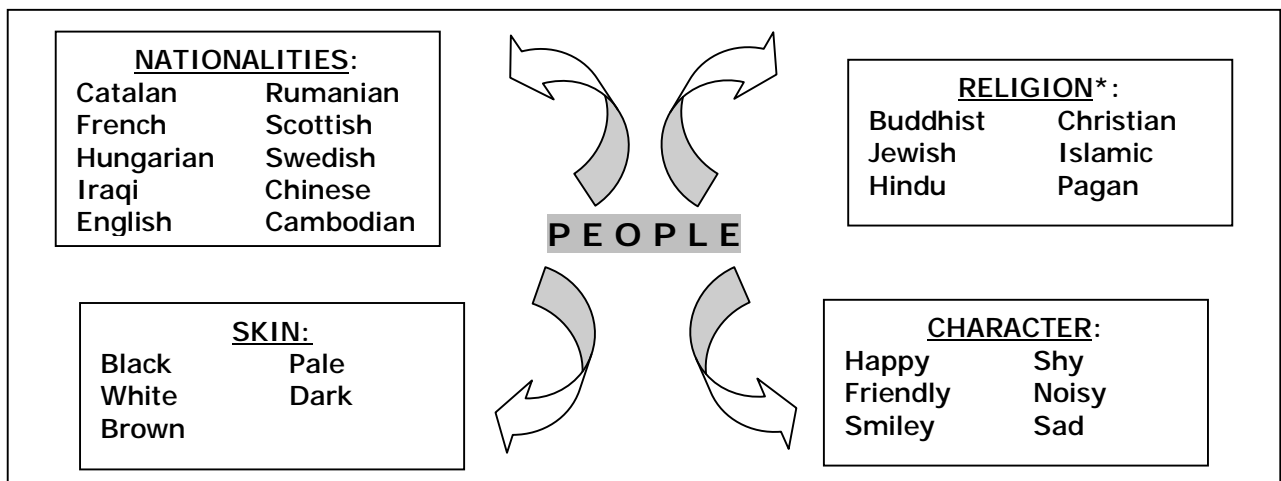 NATIONALITIES:
Catalan Rumanian
French Scottish
Hungarian Swedish
Iraqi Chinese
English Cambodian
RELIGION*:
Buddhist Christian
Jewish Islamic
Hindu Pagan
PEOPLE
SKIN:
Black Pale
White Dark
Brown
CHARACTER:
Happy Shy
Friendly Noisy
Smiley Sad